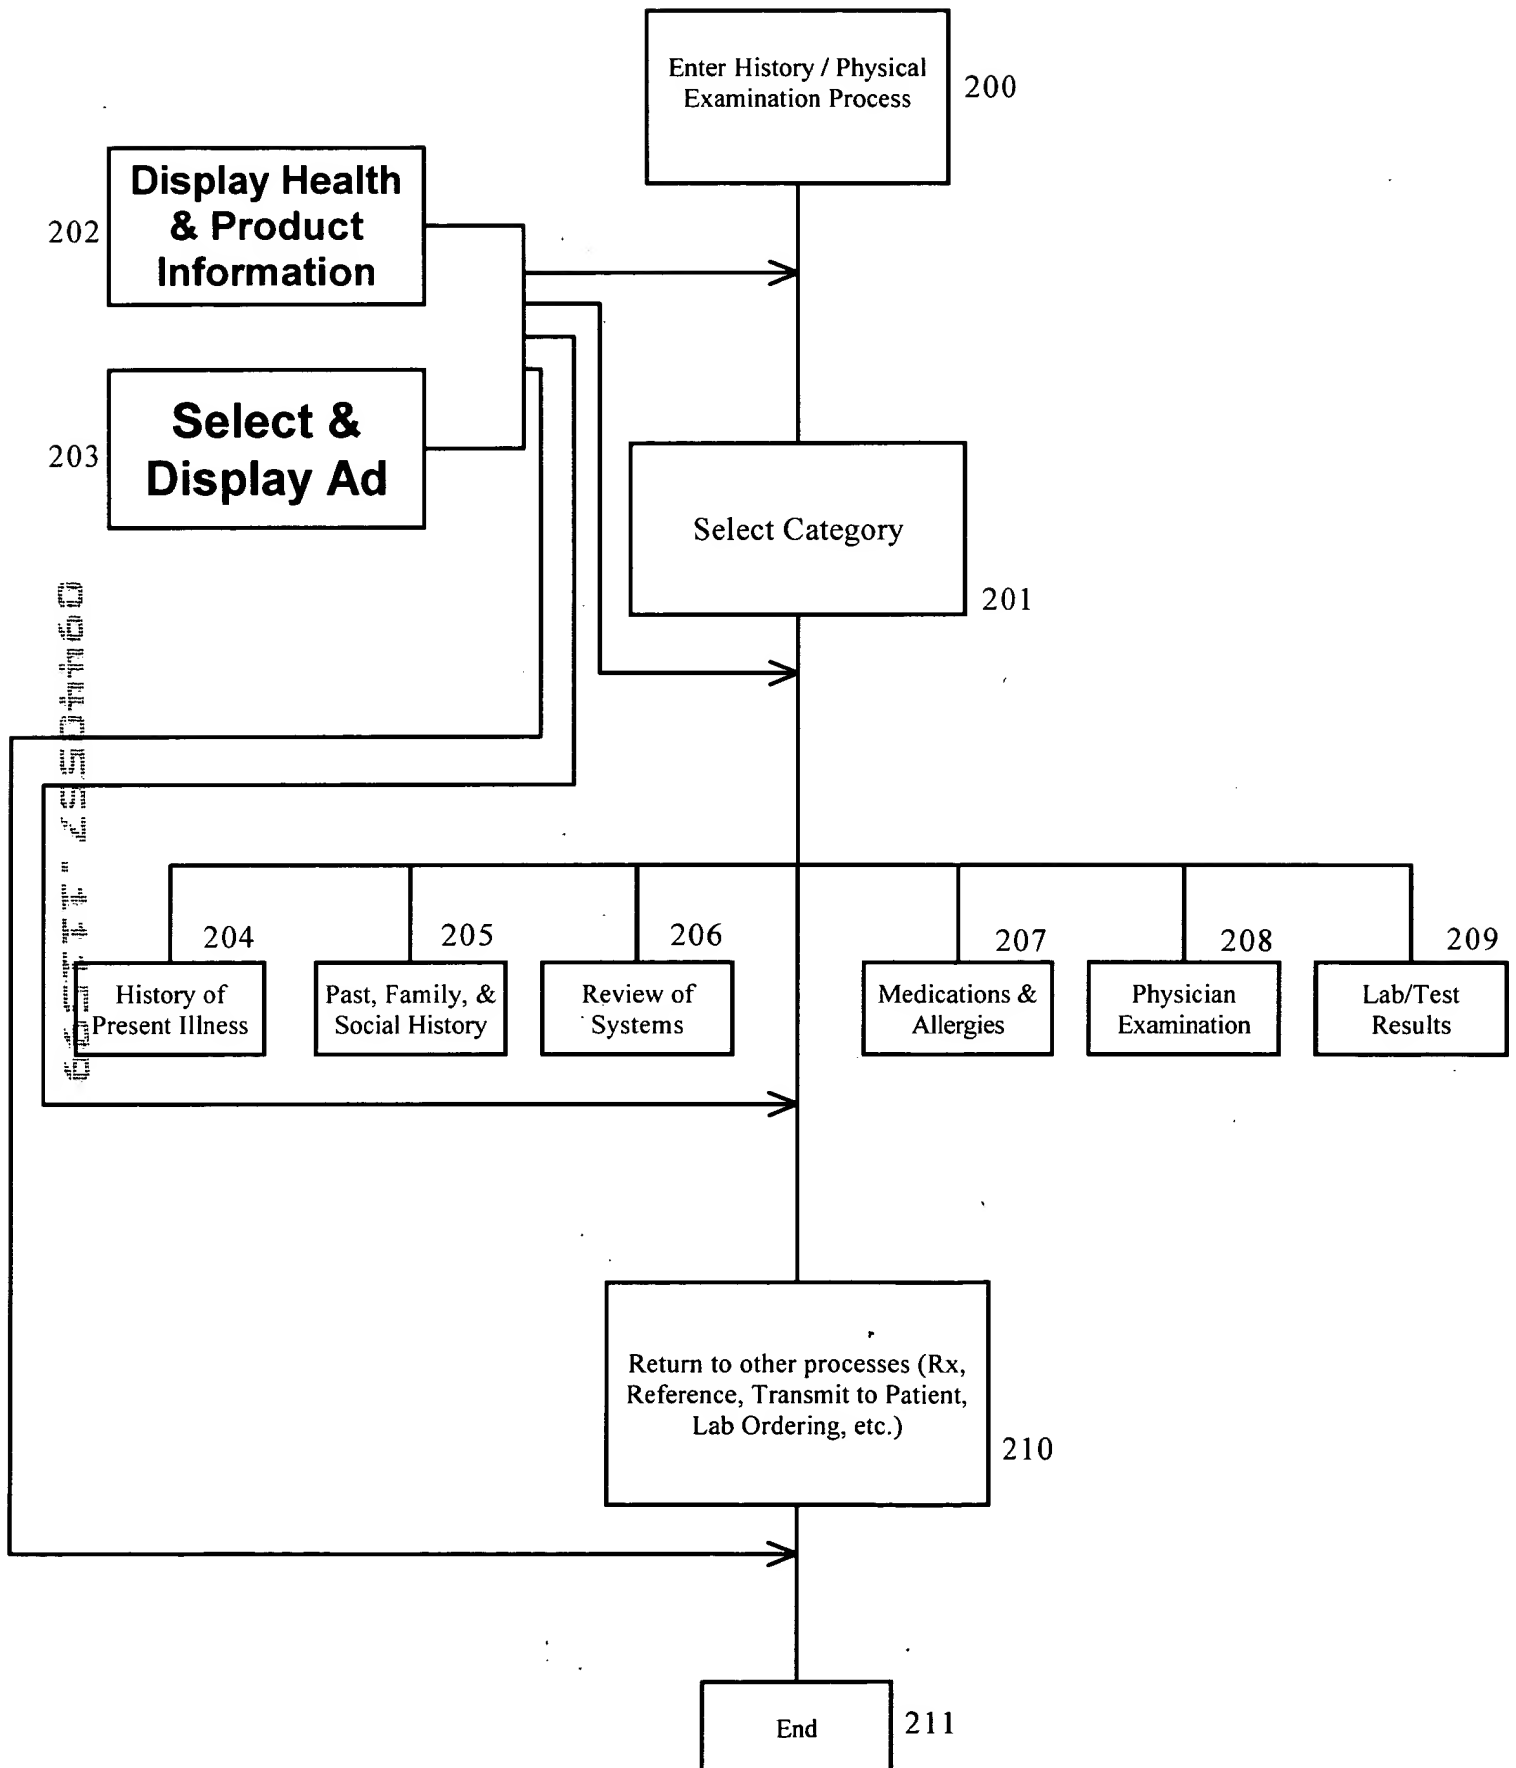 Enter History / Physical
Examination Process
200
Display Health
& Product
Information
202
Select &
Display Ad
203
Select Category
201
204
History of
Present Illness
205
Past, Family, &
Social History
206
Review of
Systems
207
Medications &
Allergies
208
Physician
Examination
209
Lab/Test
Results
Return to other processes (Rx,
Reference, Transmit to Patient,
Lab Ordering, etc.)
210
End
211